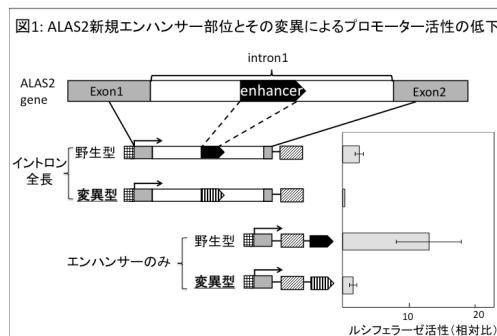 図1: ALAS2新規エンハンサー部位とその変異によるプロモーター活性の低下
intron1
ALAS2
gene
Exon1
enhancer
Exon2
イントロン
全長
野生型
変異型
エンハンサーのみ
野生型
変異型
10
20
ルシフェラーゼ活性(相対比)